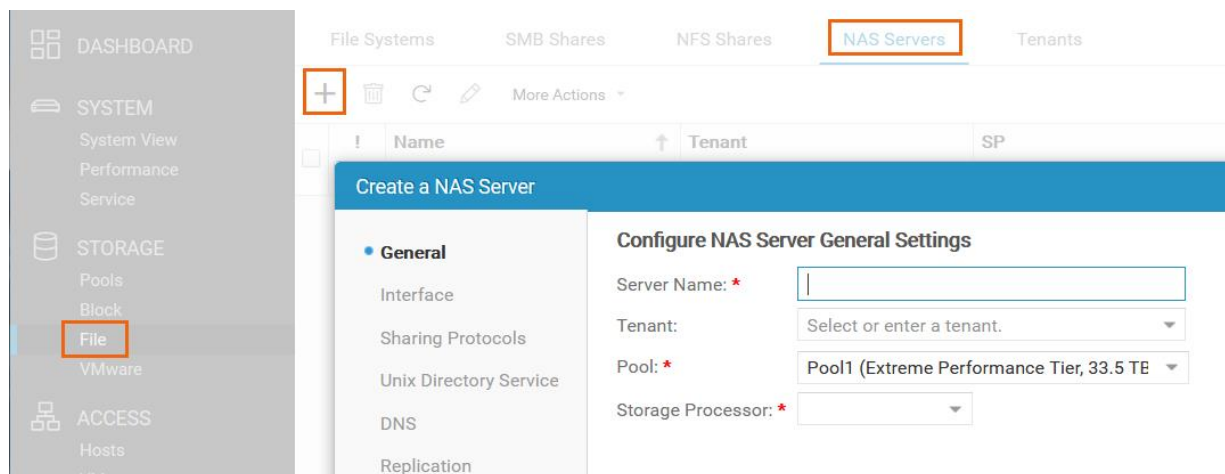 DASHBOARD
SYSTEM
System View
Performance
Service
STORAGE
Pools
Block
File
VMware
ACCESS
Hosts
File Systems SMB Shares NFS Shares NAS Servers Tenants
More Actions
! Name Tenant SP
Create a NAS Server
General
Interface
Sharing Protocols
Unix Directory Service
DNS
Replication
Configure NAS Server General Settings
Server Name: *
Tenant: Select or enter a tenant.
Pool: * Pool1 (Extreme Performance Tier, 33.5 TB
Storage Processor: *